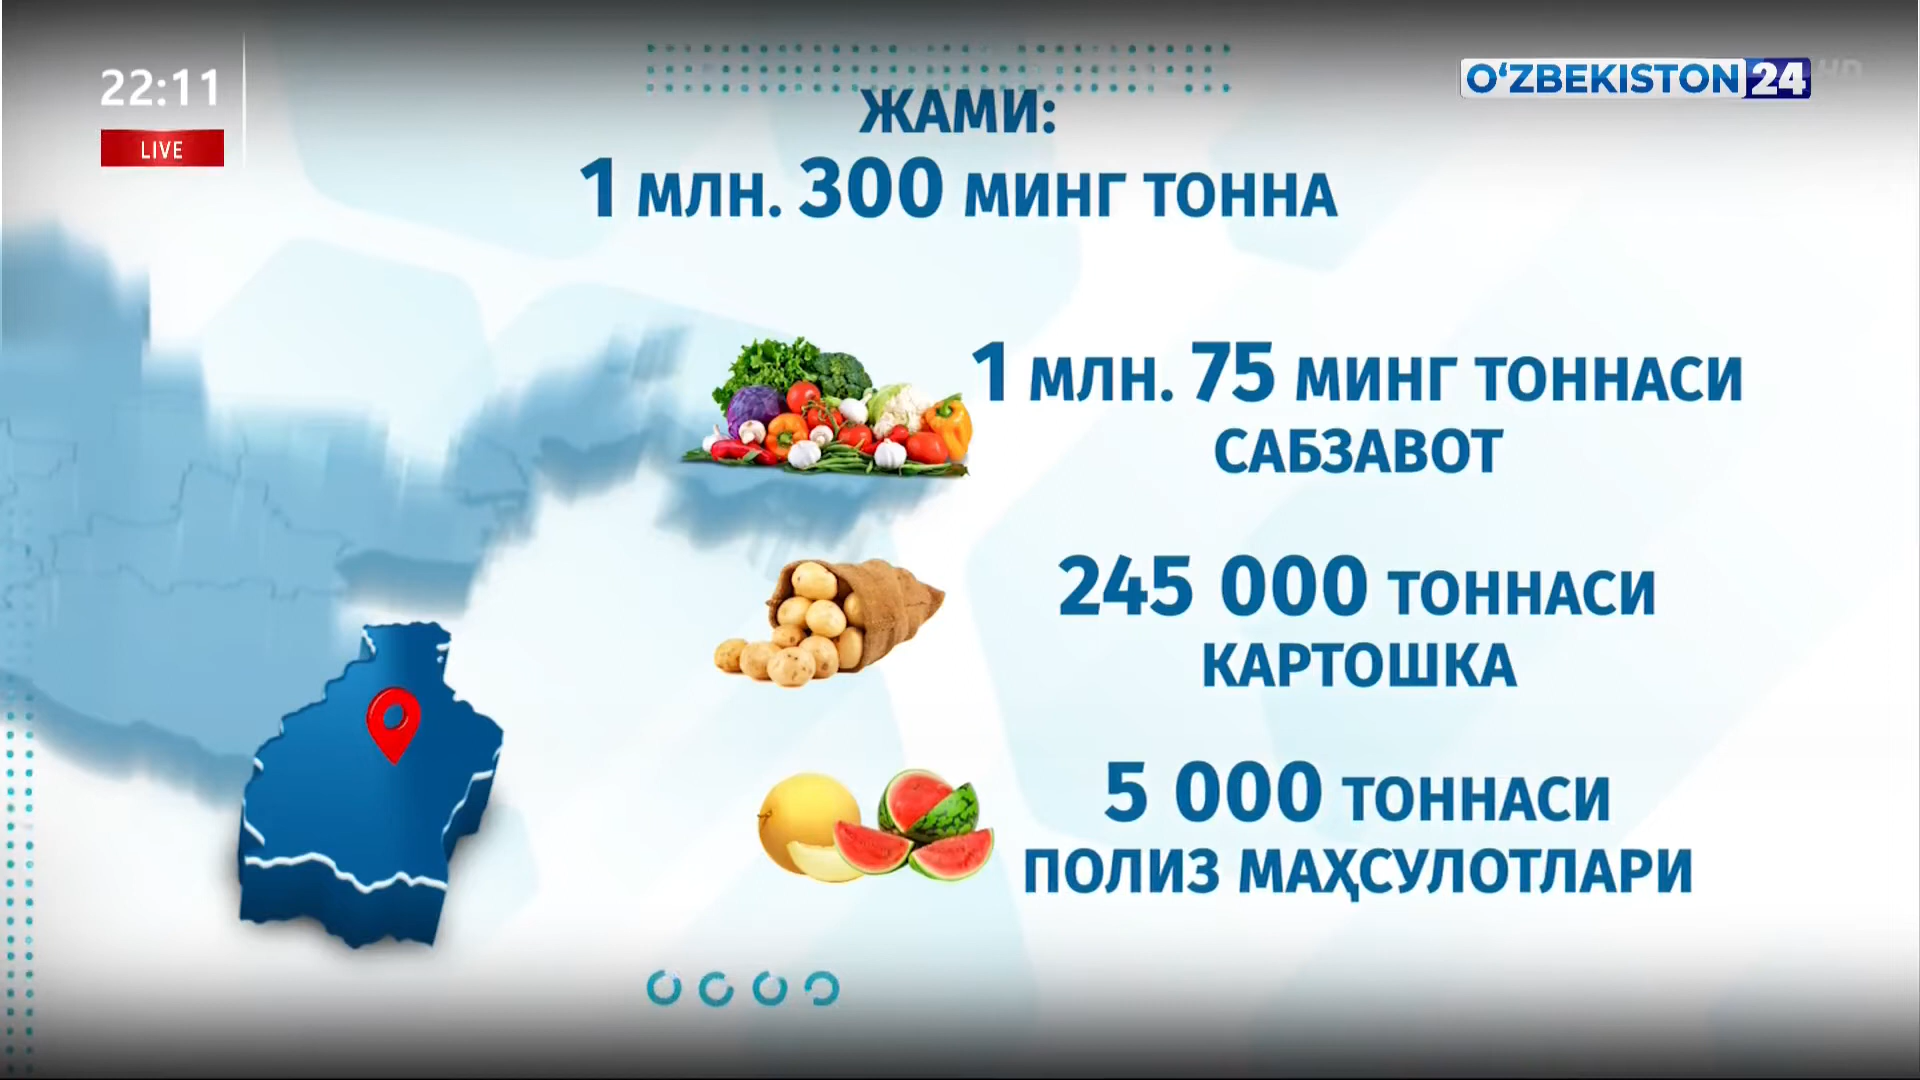 22:11
LIVE
O‘ZBEKISTON 24
ЖАМИ:
1 МЛН. 300 МИНГ ТОННА
1 МЛН. 75 МИНГ ТОННАСИ
САБЗАВОТ
245 000 ТОННАСИ
КАРТОШКА
5 000 ТОННАСИ
ПОЛИЗ МАҲСУЛОТЛАРИ